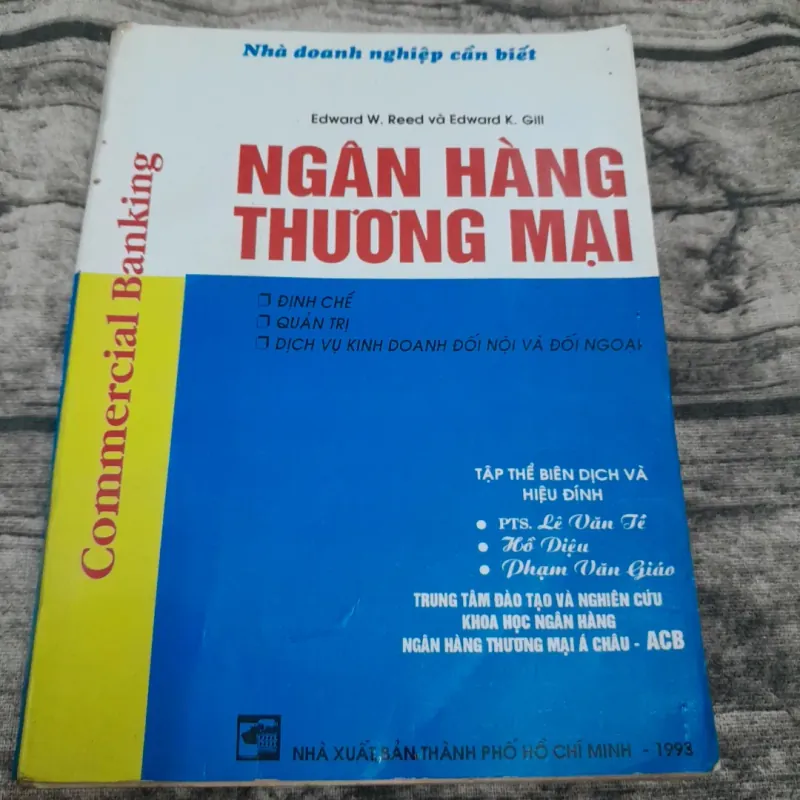 Nhà doanh nghiệp cần biết
Edward W. Reed và Edward K. Gill
NGÂN HÀNG
THƯƠNG MẠI
Commercial Banking
❒ ĐỊNH CHẾ
❒ QUẢN TRỊ
❒ DỊCH VỤ KINH DOANH ĐỐI NỘI VÀ ĐỐI NGOẠI
TẬP THỂ BIÊN DỊCH VÀ
HIỆU ĐÍNH
● PTS. Lê Văn Tề
● Hồ Diệu
● Phạm Văn Giáo
TRUNG TÂM ĐÀO TẠO VÀ NGHIÊN CỨU
KHOA HỌC NGÂN HÀNG
NGÂN HÀNG THƯƠNG MẠI Á CHÂU - ACB
NHÀ XUẤT BẢN THÀNH PHỐ HỒ CHÍ MINH - 1993